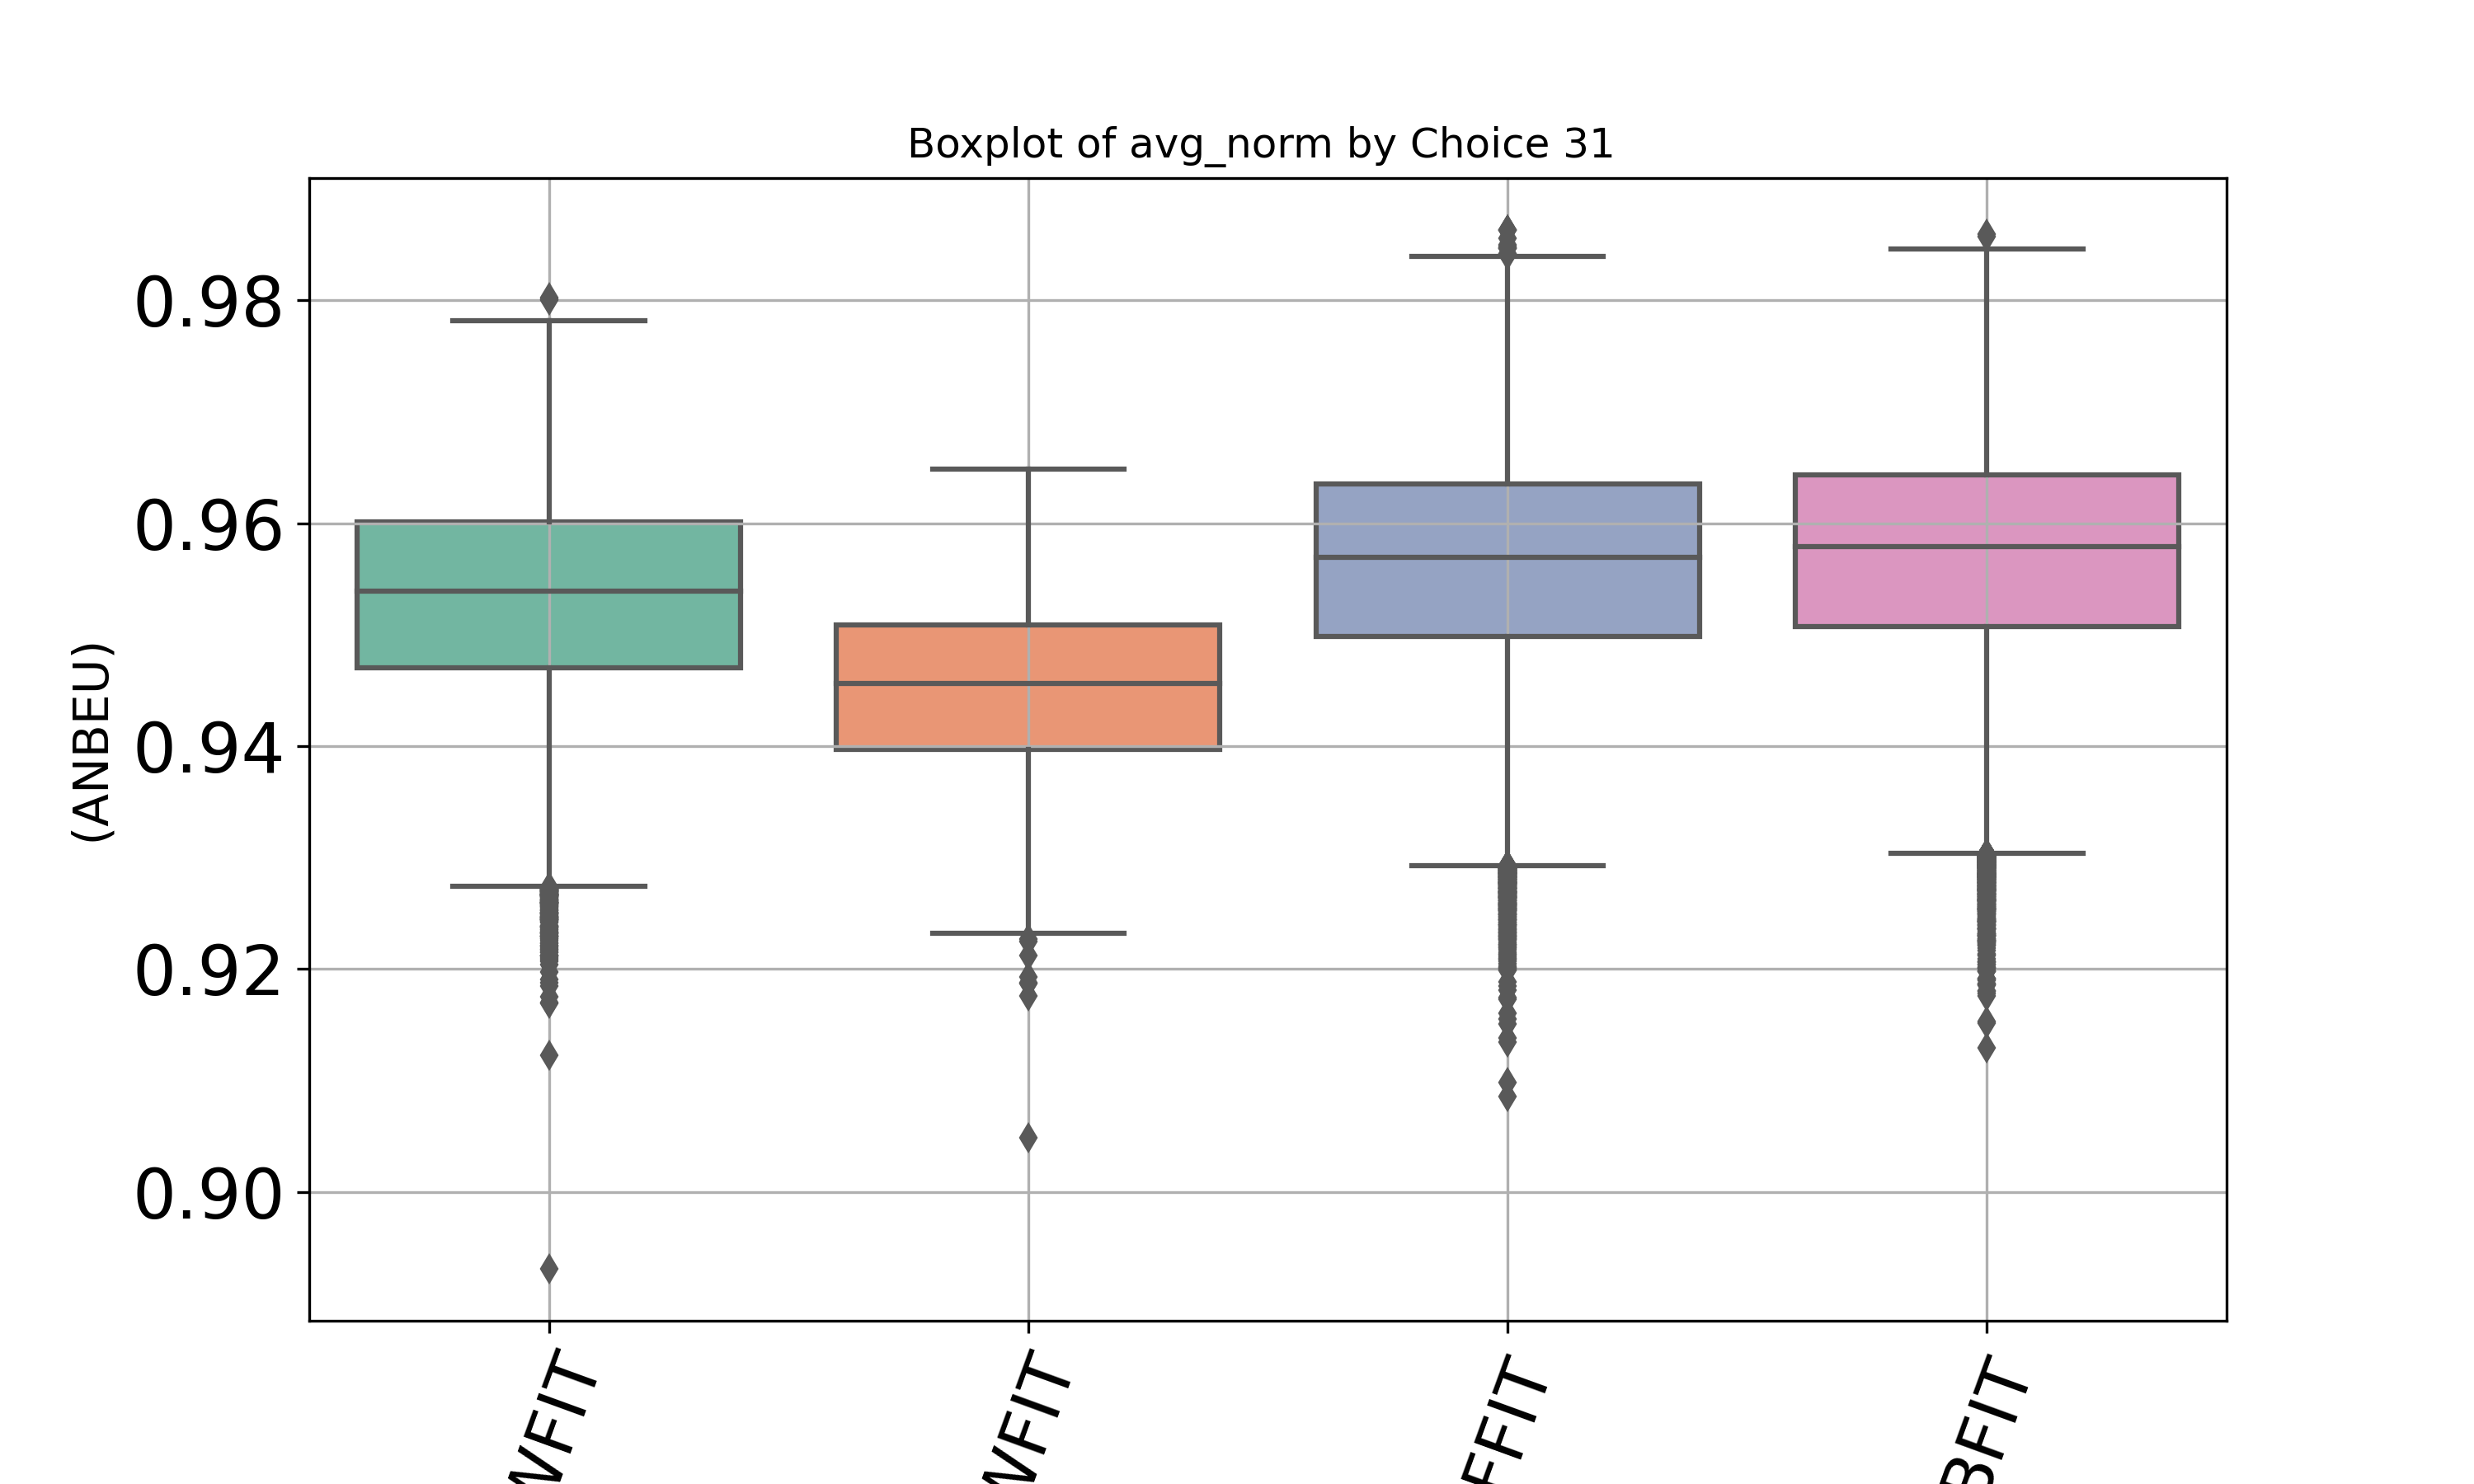 Boxplot of avg_norm by Choice 31
(ANBEU)
0.98
0.96
0.94
0.92
0.90
WFIT
WFIT
FFIT
BFIT